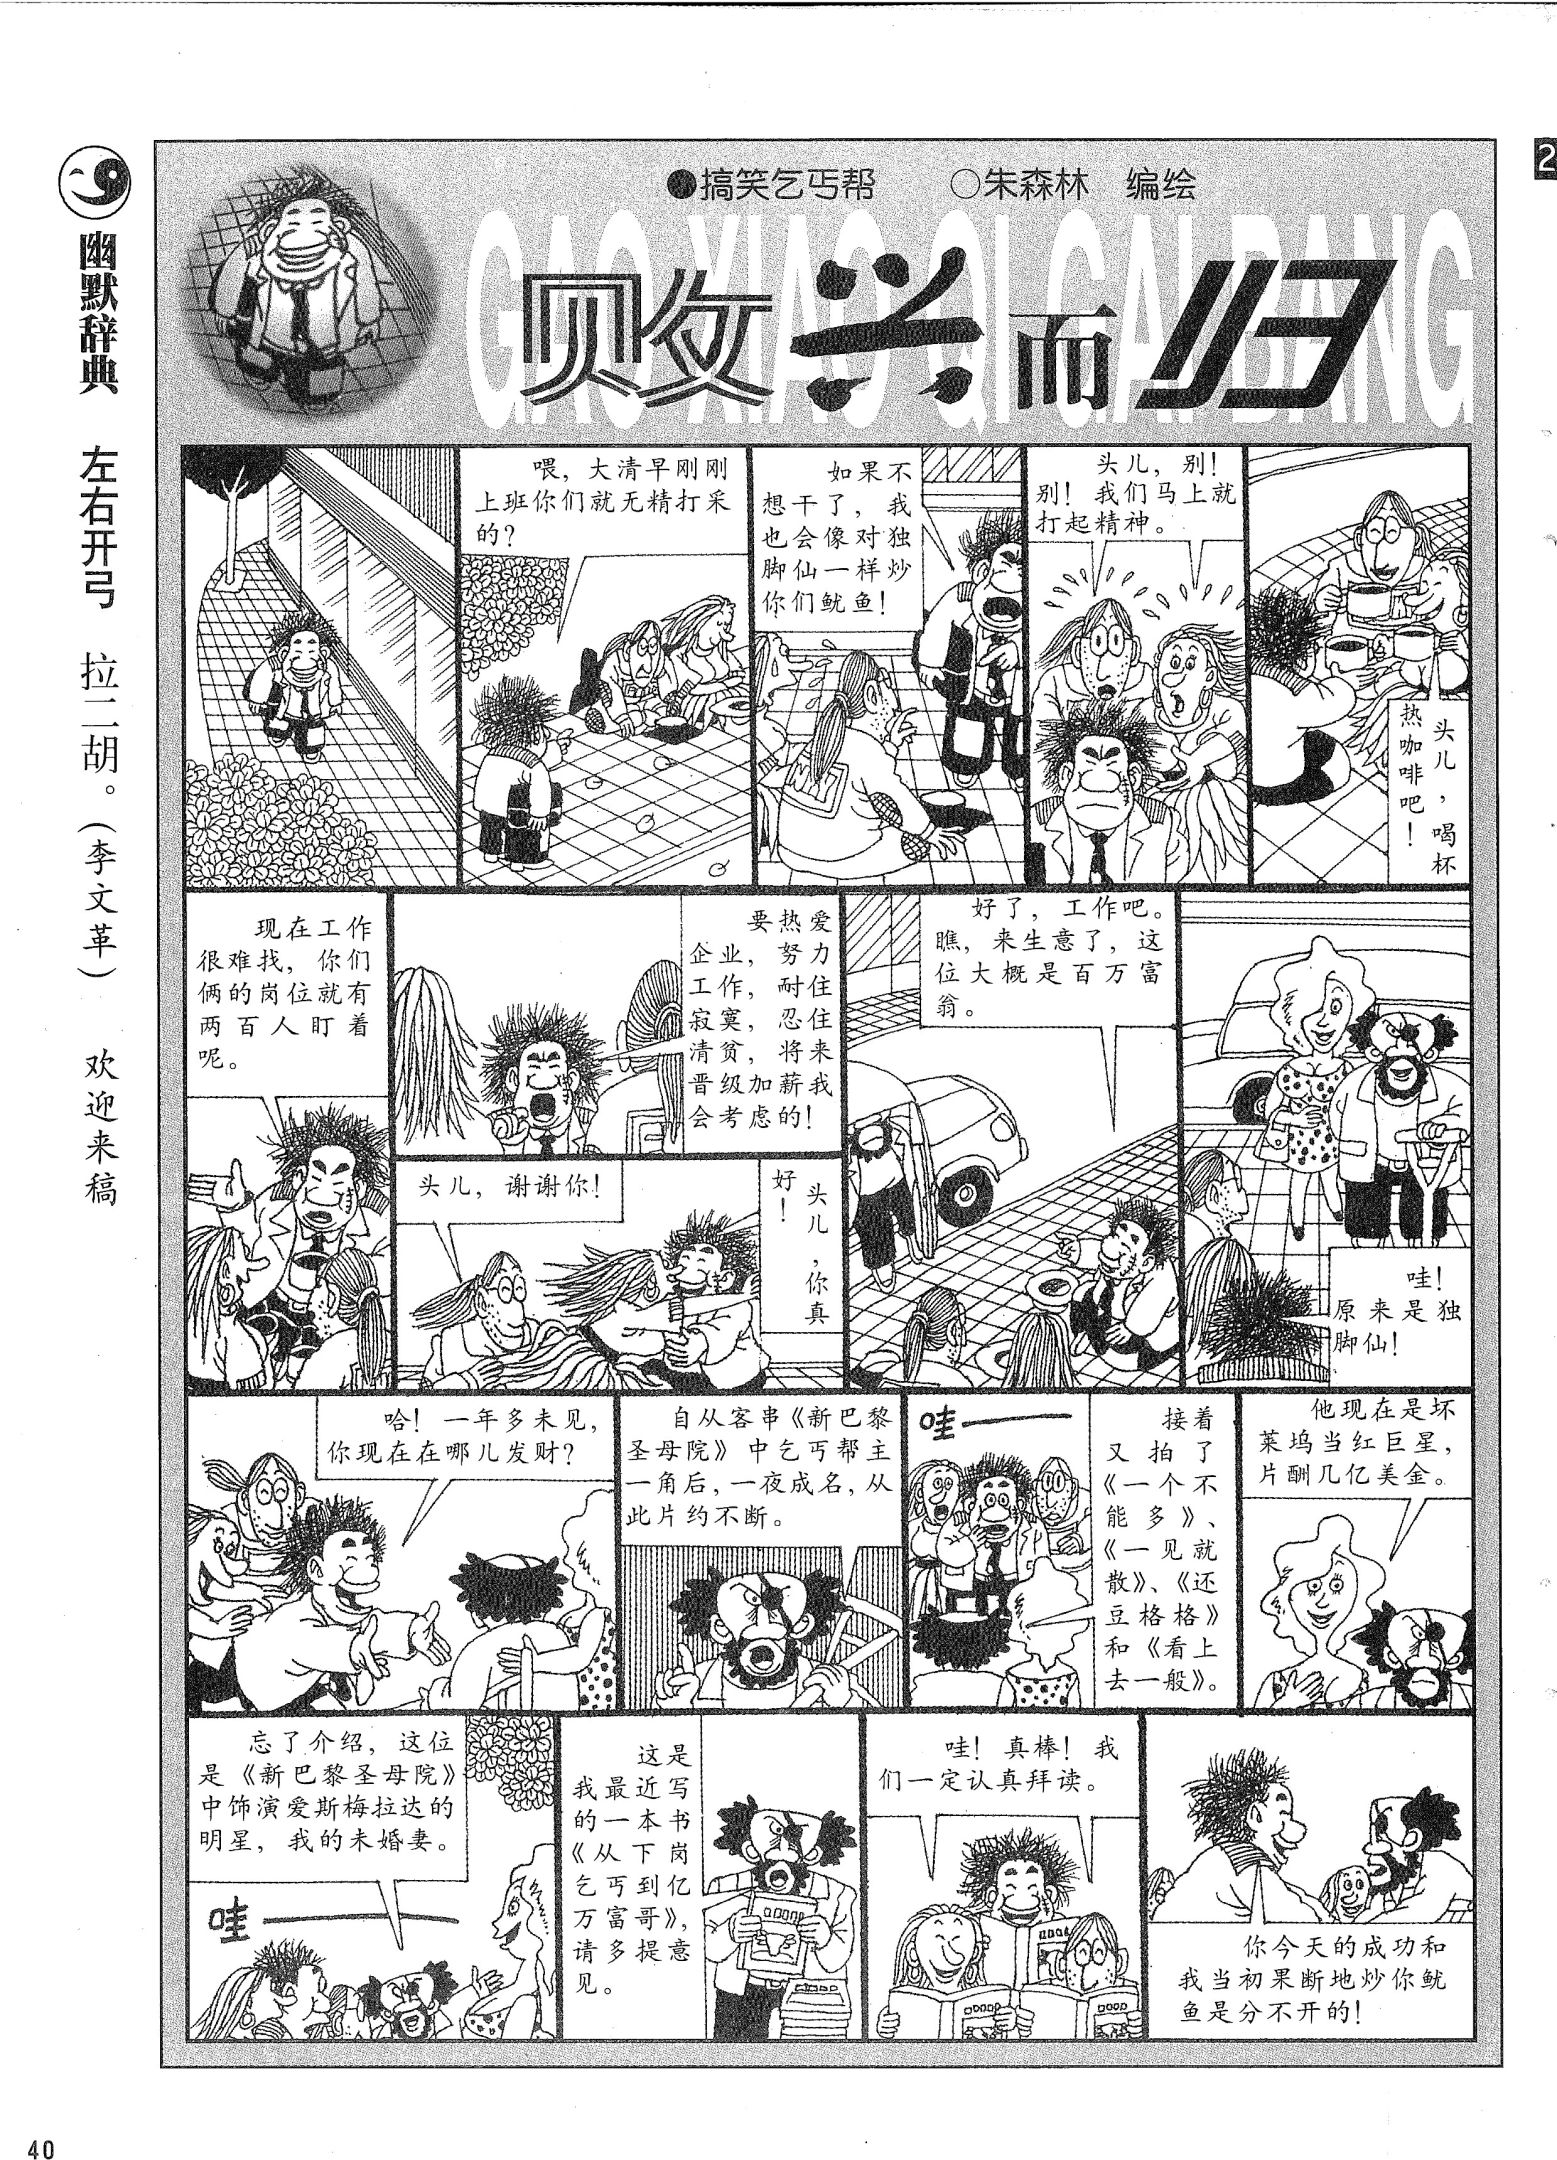 ●搞笑乞丐帮 ○朱森林 编绘
GAO XIAO QI GAI BANG
败兴而归
喂，大清早刚刚
上班你们就无精打采
的？
如果不
想干了，我
也会像对独
脚仙一样炒
你们鱿鱼！
头儿，别！
别！我们马上就
打起精神。
头儿，喝杯
热咖啡吧！
现在工作
很难找，你们
俩的岗位就有
两百人盯着
呢。
要热爱
企业，努力
工作，耐住
寂寞，忍住
清贫，将来
晋级加薪我
会考虑的！
头儿，谢谢你！
头儿，你真
好！
好了，工作吧。
瞧，来生意了，这
位大概是百万富
翁。
哇！
原来是独
脚仙！
哈！一年多未见，
你现在在哪儿发财？
自从客串《新巴黎
圣母院》中乞丐帮主
一角后，一夜成名，从
此片约不断。
哇——
接着
又拍了
《一个不
能多》、
《一见就
散》、《还
豆格格》
和《看上
去一般》。
他现在是坏
莱坞当红巨星，
片酬几亿美金。
忘了介绍，这位
是《新巴黎圣母院》
中饰演爱斯梅拉达的
明星，我的未婚妻。
哇——
这是
我最近写
的一本书
《从下岗
乞丐到亿
万富哥》，
请多提意
见。
哇！真棒！我
们一定认真拜读。
你今天的成功和
我当初果断地炒你鱿
鱼是分不开的！
幽默辞典 左右开弓 拉二胡。（李文革） 欢迎来稿
2
40